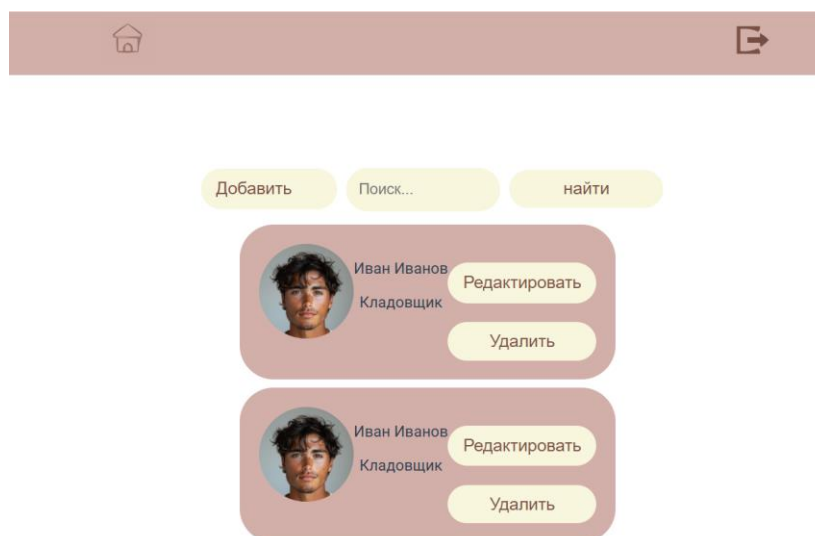 Добавить
Поиск...
найти
Иван Иванов
Кладовщик
Редактировать
Удалить
Иван Иванов
Кладовщик
Редактировать
Удалить